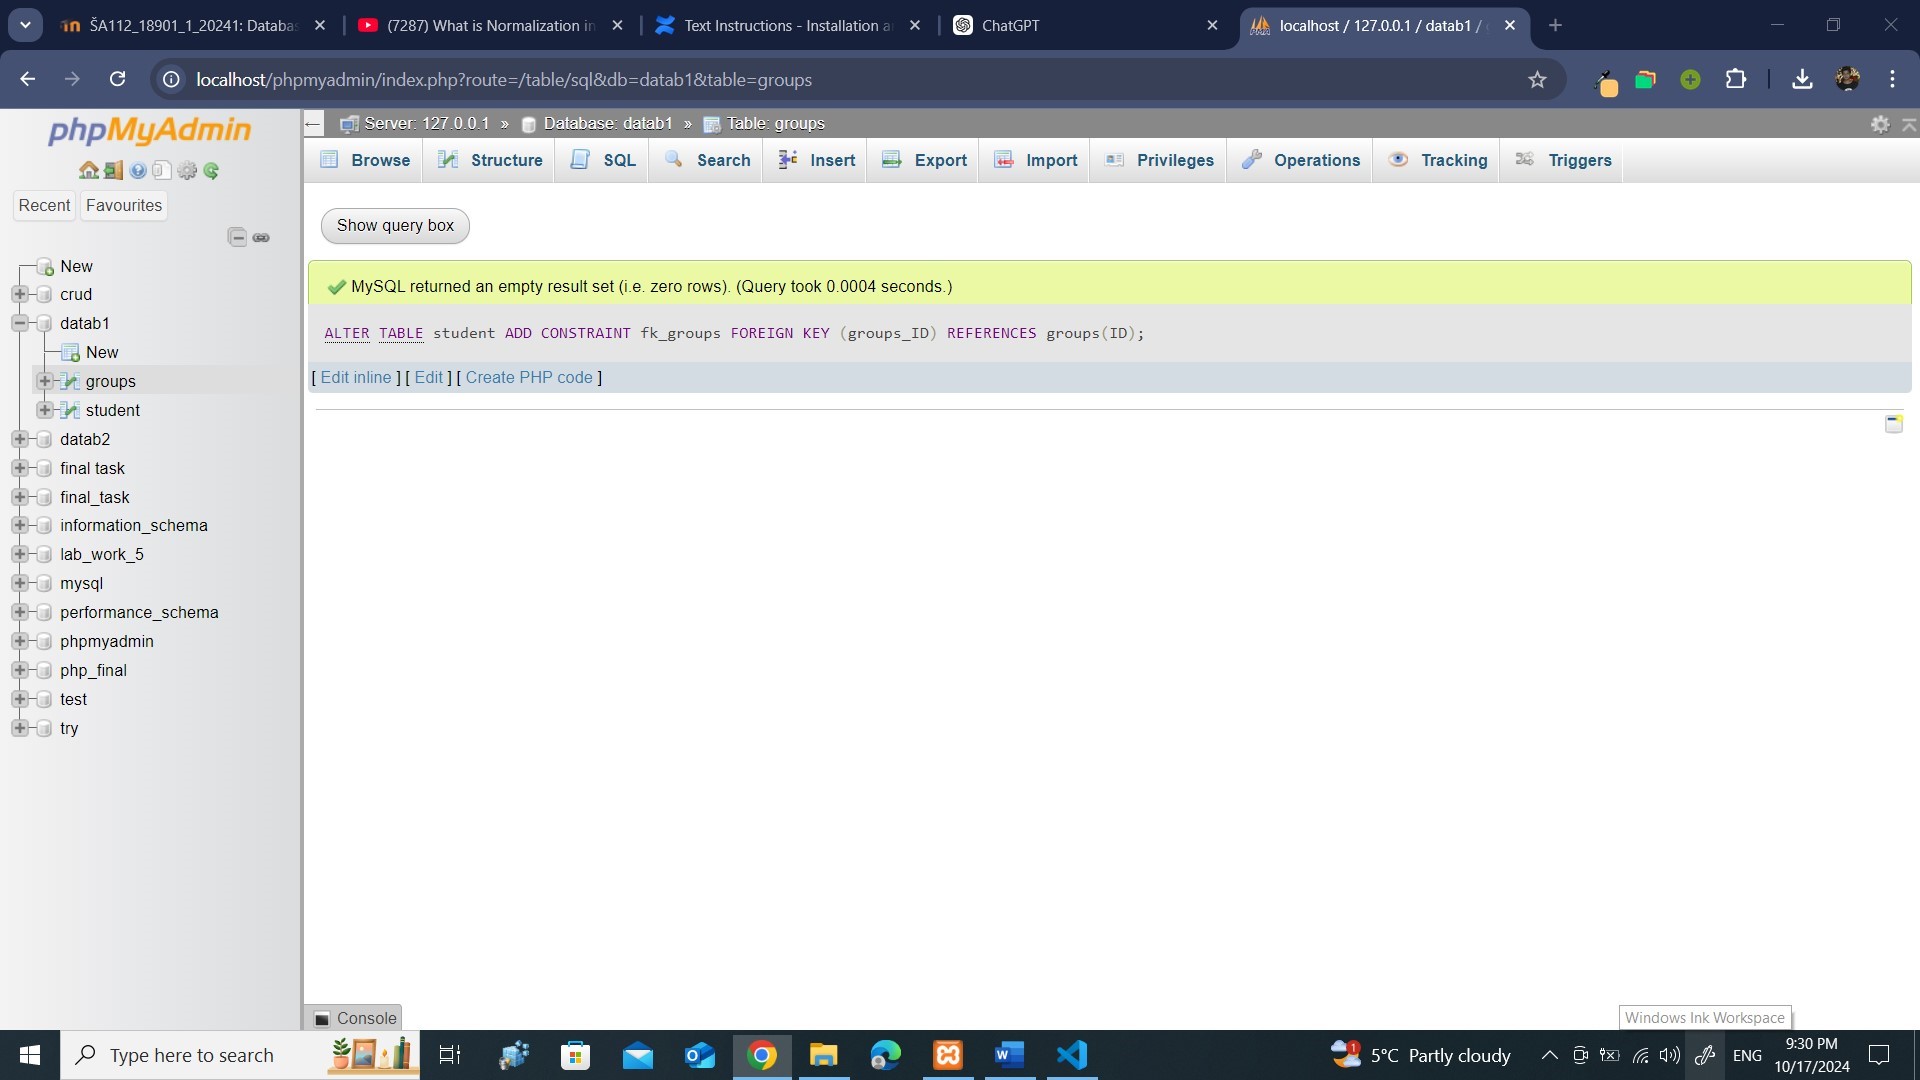 ŠA112_18901_1_20241: Databas
(7287) What is Normalization in
Text Instructions - Installation a
ChatGPT
localhost / 127.0.0.1 / datab1 /
localhost/phpmyadmin/index.php?route=/table/sql&db=datab1&table=groups
phpMyAdmin
Recent
Favourites
New
crud
datab1
New
groups
student
datab2
final task
final_task
information_schema
lab_work_5
mysql
performance_schema
phpmyadmin
php_final
test
try
Server: 127.0.0.1 » Database: datab1 » Table: groups
Browse Structure SQL Search Insert Export Import Privileges Operations Tracking Triggers
Show query box
MySQL returned an empty result set (i.e. zero rows). (Query took 0.0004 seconds.)
ALTER TABLE student ADD CONSTRAINT fk_groups FOREIGN KEY (groups_ID) REFERENCES groups(ID);
[ Edit inline ] [ Edit ] [ Create PHP code ]
Console
Windows Ink Workspace
Type here to search
1
5°C Partly cloudy
ENG
9:30 PM
10/17/2024